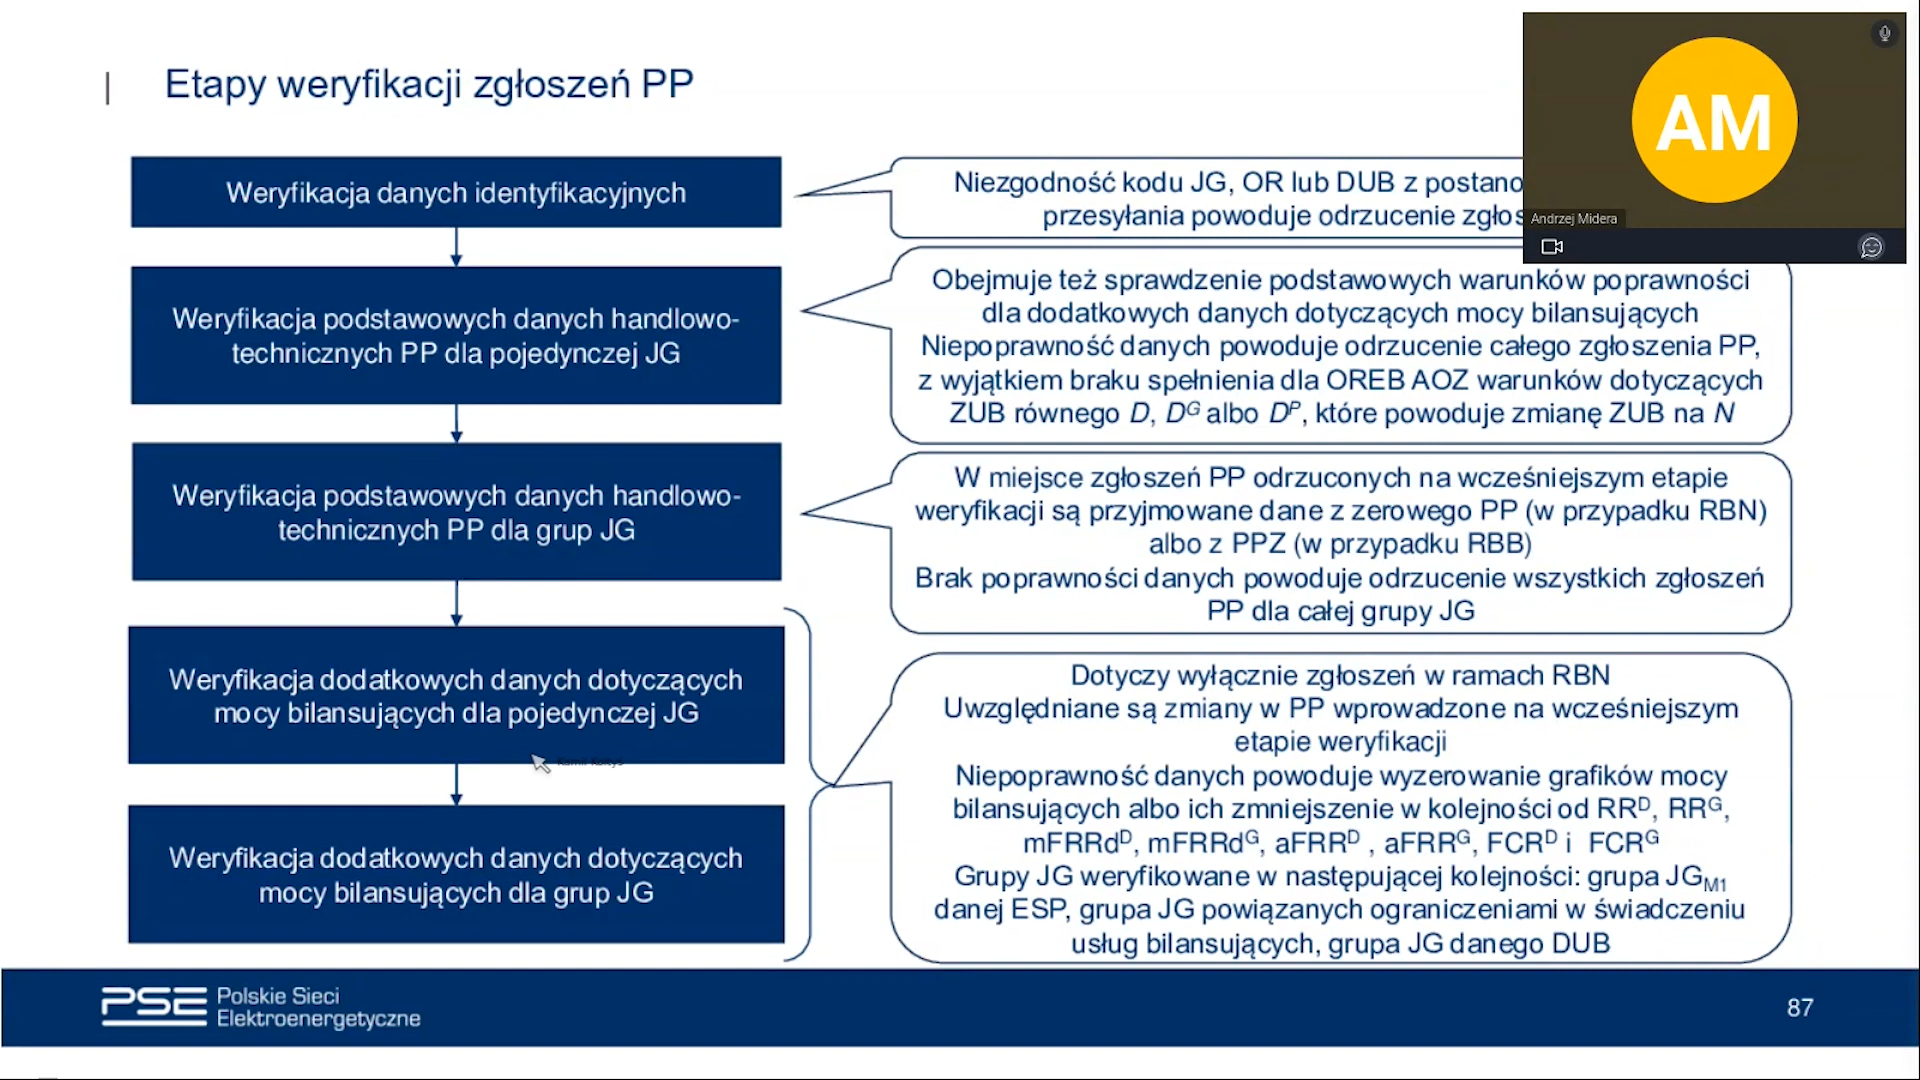 Etapy weryfikacji zgłoszeń PP
AM
Andrzej Midera
Weryfikacja danych identyfikacyjnych
Niezgodność kodu JG, OR lub DUB z
przesyłania powoduje odrzucenie
Weryfikacja podstawowych danych handlowo-
technicznych PP dla pojedynczej JG
Obejmuje też sprawdzenie podstawowych warunków poprawności
dla dodatkowych danych dotyczących mocy bilansujących
Niepoprawność danych powoduje odrzucenie całego zgłoszenia PP,
z wyjątkiem braku spełnienia dla OREB AOZ warunków dotyczących
ZUB równego D, Dᴳ albo Dᴾ, które powoduje zmianę ZUB na N
Weryfikacja podstawowych danych handlowo-
technicznych PP dla grup JG
W miejsce zgłoszeń PP odrzuconych na wcześniejszym etapie
weryfikacji są przyjmowane dane z zerowego PP (w przypadku RBN)
albo z PPZ (w przypadku RBB)
Brak poprawności danych powoduje odrzucenie wszystkich zgłoszeń
PP dla całej grupy JG
Weryfikacja dodatkowych danych dotyczących
mocy bilansujących dla pojedynczej JG
Weryfikacja dodatkowych danych dotyczących
mocy bilansujących dla grup JG
Dotyczy wyłącznie zgłoszeń w ramach RBN
Uwzględniane są zmiany w PP wprowadzone na wcześniejszym
etapie weryfikacji
Niepoprawność danych powoduje wyzerowanie grafików mocy
bilansujących albo ich zmniejszenie w kolejności od RRᴰ, RRᴳ,
mFRRdᴰ, mFRRdᴳ, aFRRᴰ , aFRRᴳ, FCRᴰ i FCRᴳ
Grupy JG weryfikowane w następującej kolejności: grupa JG_M1
danej ESP, grupa JG powiązanych ograniczeniami w świadczeniu
usług bilansujących, grupa JG danego DUB
PSE Polskie Sieci
Elektroenergetyczne
87